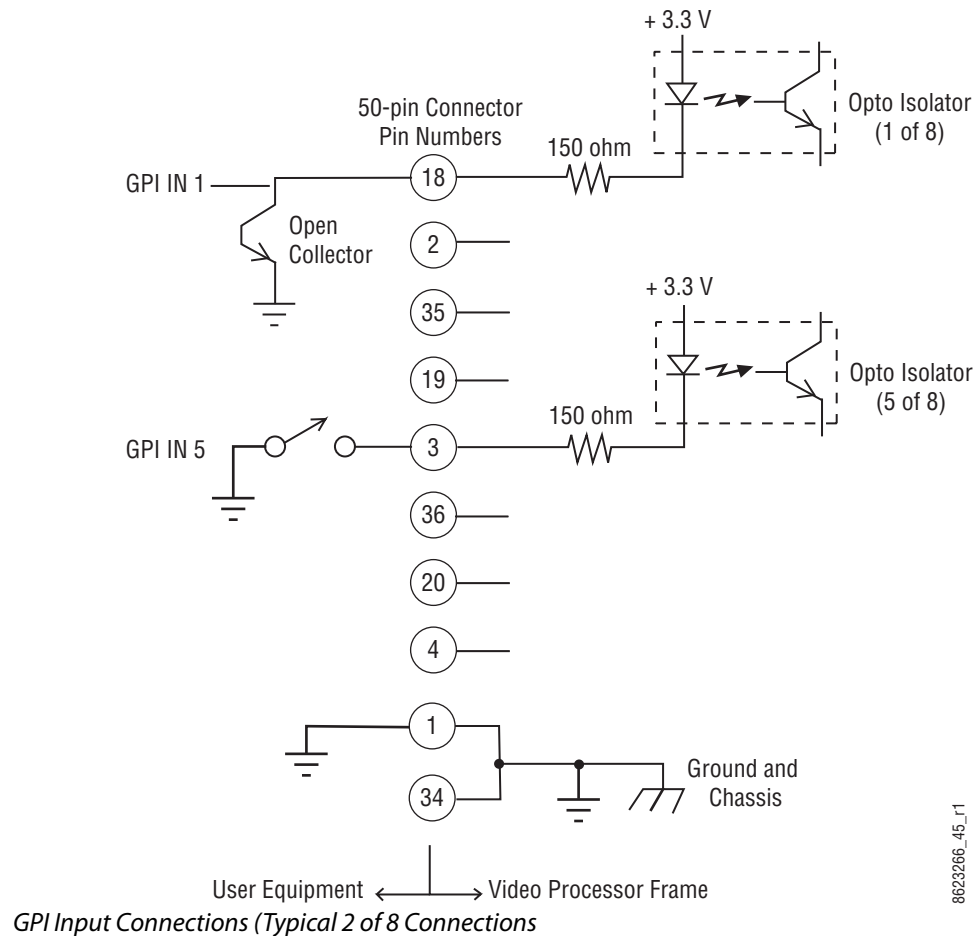 + 3.3 V
50-pin Connector
Pin Numbers
Opto Isolator
(1 of 8)
150 ohm
GPI IN 1
18
Open
Collector
2
+ 3.3 V
35
19
Opto Isolator
(5 of 8)
150 ohm
GPI IN 5
3
36
20
4
1
Ground and
Chassis
34
8623266_45_r1
User Equipment
Video Processor Frame
GPI Input Connections (Typical 2 of 8 Connections